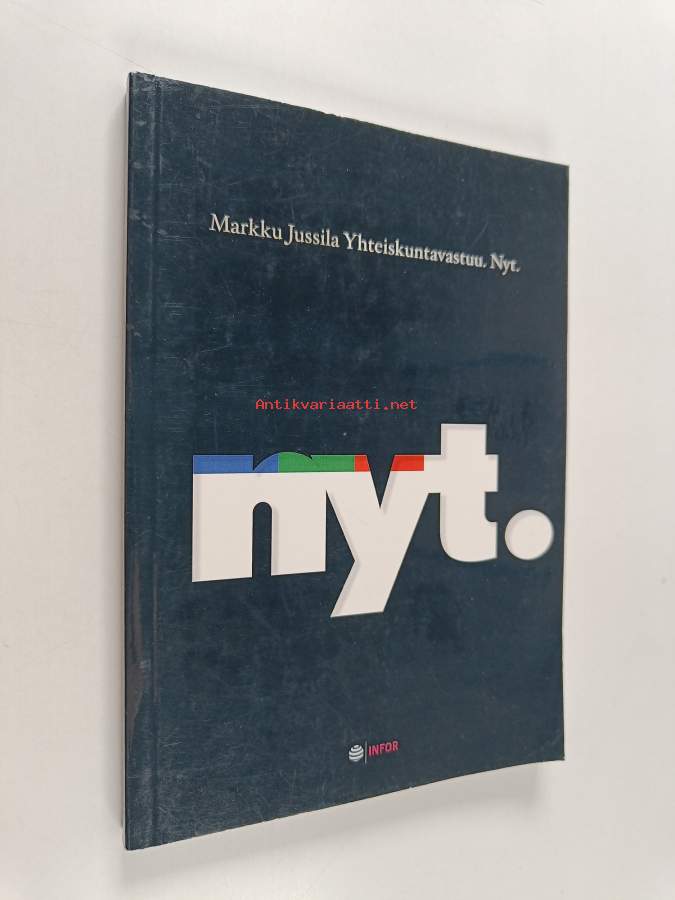 Markku Jussila Yhteiskuntavastuu. Nyt.
Antikvariaatti.net
nyt.
INFOR